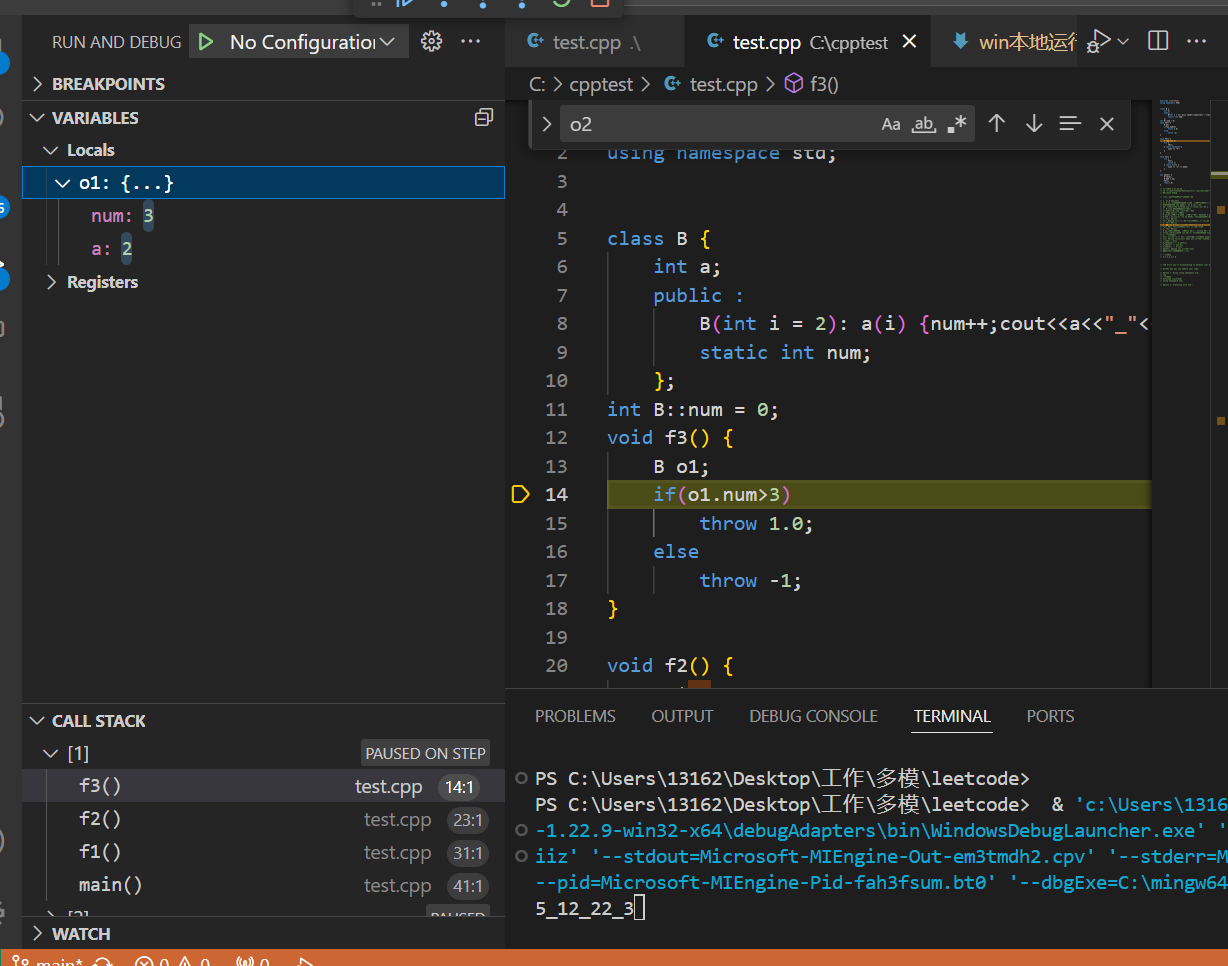 RUN AND DEBUG
No Configuration
BREAKPOINTS
VARIABLES
Locals
o1: {...}
num: 3
a: 2
Registers
CALL STACK
[1] PAUSED ON STEP
f3() test.cpp 14:1
f2() test.cpp 23:1
f1() test.cpp 31:1
main() test.cpp 41:1
[2] PAUSED
WATCH
test.cpp .\
test.cpp C:\cpptest
win本地运行
C: > cpptest > test.cpp > f3()
o2
Aa ab .*
2 using namespace std;
3
4
5 class B {
6 int a;
7 public :
8 B(int i = 2): a(i) {num++;cout<<a<<"_"<
9 static int num;
10 };
11 int B::num = 0;
12 void f3() {
13 B o1;
14 if(o1.num>3)
15 throw 1.0;
16 else
17 throw -1;
18 }
19
20 void f2() {
PROBLEMS OUTPUT DEBUG CONSOLE TERMINAL PORTS
PS C:\Users\13162\Desktop\工作\多模\leetcode>
PS C:\Users\13162\Desktop\工作\多模\leetcode> & 'c:\Users\1316
-1.22.9-win32-x64\debugAdapters\bin\WindowsDebugLauncher.exe' '
iiz' '--stdout=Microsoft-MIEngine-Out-em3tmdh2.cpv' '--stderr=M
--pid=Microsoft-MIEngine-Pid-fah3fsum.bt0' '--dbgExe=C:\mingw64
5_12_22_3
main* 0 0 0